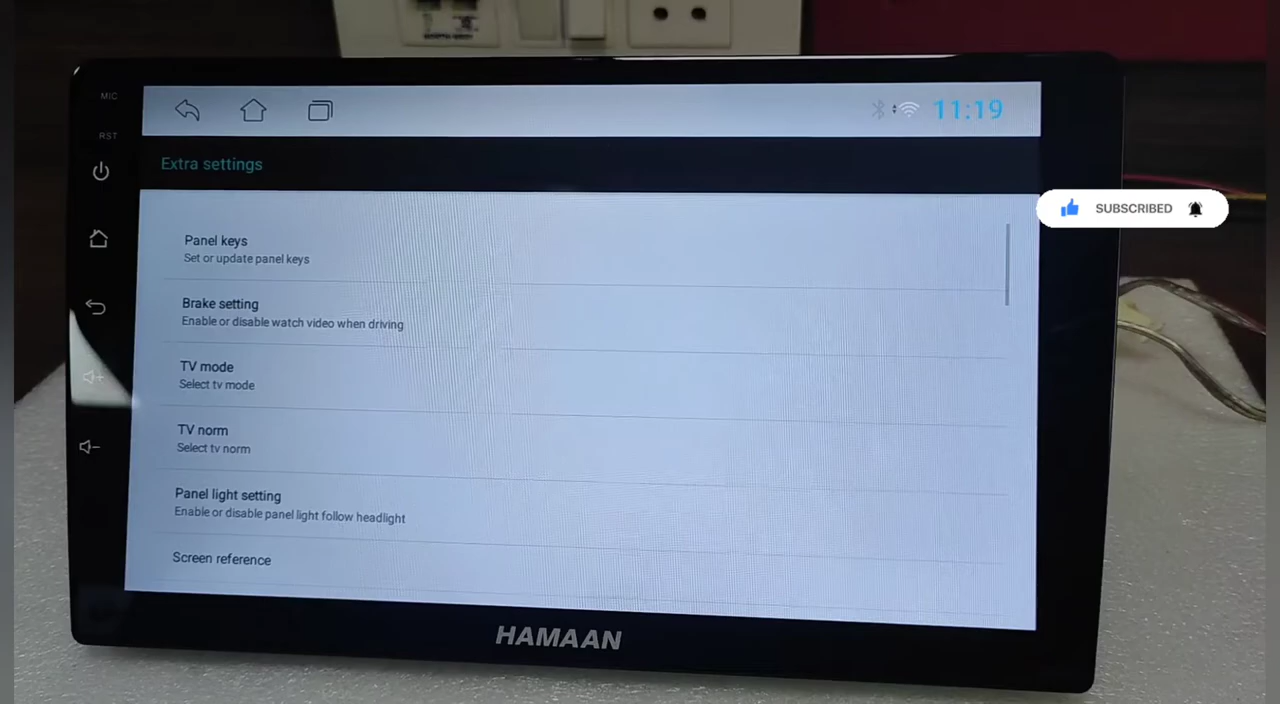 MIC
RST
11:19
Extra settings
SUBSCRIBED
Panel keys
Set or update panel keys
Brake setting
Enable or disable watch video when driving
TV mode
Select tv mode
TV norm
Select tv norm
Panel light setting
Enable or disable panel light follow headlight
Screen reference
HAMAAN